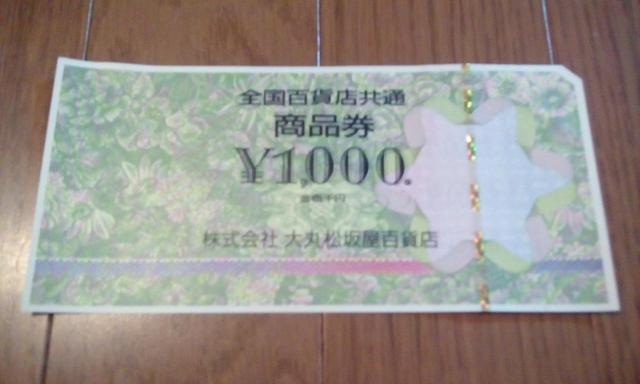 全国百貨店共通
商品券
¥1,000.
金壱千円
株式会社 大丸松坂屋百貨店